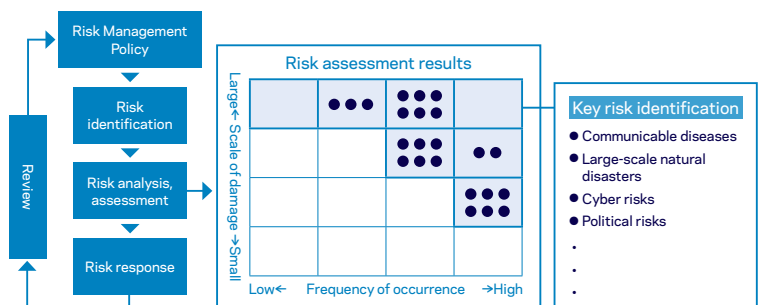 Risk Management
Policy
Risk
identification
Risk analysis,
assessment
Risk response
Review
Risk assessment results
Large← Scale of damage →Small
Low← Frequency of occurrence →High
Key risk identification
● Communicable diseases
● Large-scale natural
disasters
● Cyber risks
● Political risks
.
.
.